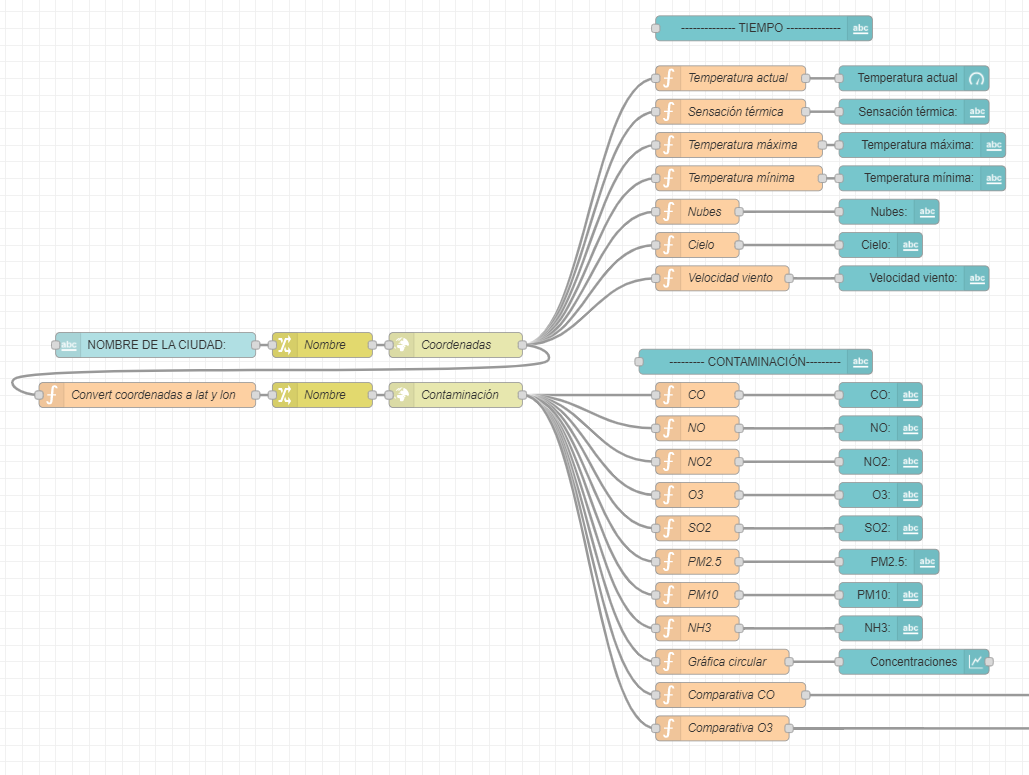 -------------- TIEMPO -------------- abc
Temperatura actual Temperatura actual
Sensación térmica Sensación térmica: abc
Temperatura máxima Temperatura máxima: abc
Temperatura mínima Temperatura mínima: abc
Nubes Nubes: abc
Cielo Cielo: abc
Velocidad viento Velocidad viento: abc
abc NOMBRE DE LA CIUDAD: Nombre Coordenadas
--------- CONTAMINACIÓN--------- abc
Convert coordenadas a lat y lon Nombre Contaminación
CO CO: abc
NO NO: abc
NO2 NO2: abc
O3 O3: abc
SO2 SO2: abc
PM2.5 PM2.5: abc
PM10 PM10: abc
NH3 NH3: abc
Gráfica circular Concentraciones
Comparativa CO
Comparativa O3